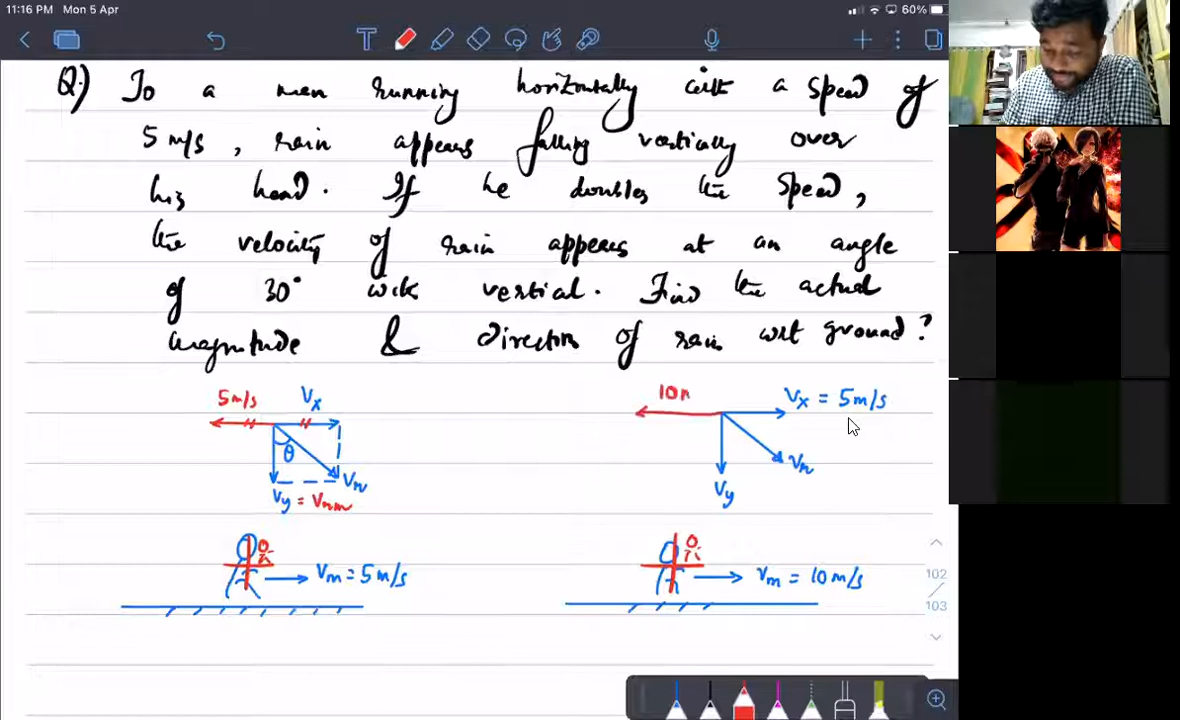 11:16 PM Mon 5 Apr
60%
Q.) To a man running horizontally with a speed of
5 m/s, rain appears falling vertically over
his head. If he doubles the speed,
the velocity of rain appears at an angle
of 30° with vertical. Find the actual
magnitude & direction of rain wrt ground?
5m/s Vx
θ
Vr
Vy = Vrm
Vm = 5m/s
10m
Vx = 5m/s
Vr
Vy
Vm = 10m/s
102
103